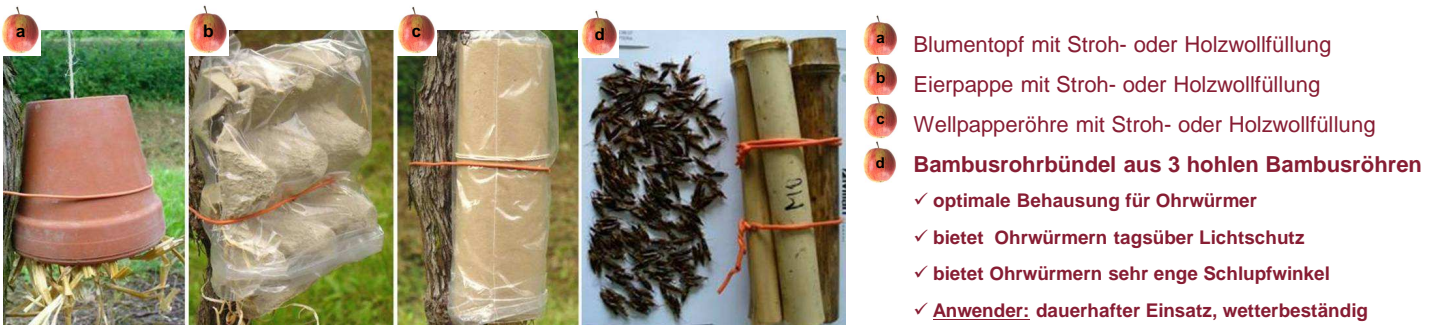 a
b
c
d
a Blumentopf mit Stroh- oder Holzwollfüllung
b Eierpappe mit Stroh- oder Holzwollfüllung
c Wellpapperöhre mit Stroh- oder Holzwollfüllung
d Bambusrohrbündel aus 3 hohlen Bambusröhren
✓ optimale Behausung für Ohrwürmer
✓ bietet Ohrwürmern tagsüber Lichtschutz
✓ bietet Ohrwürmern sehr enge Schlupfwinkel
✓ Anwender: dauerhafter Einsatz, wetterbeständig